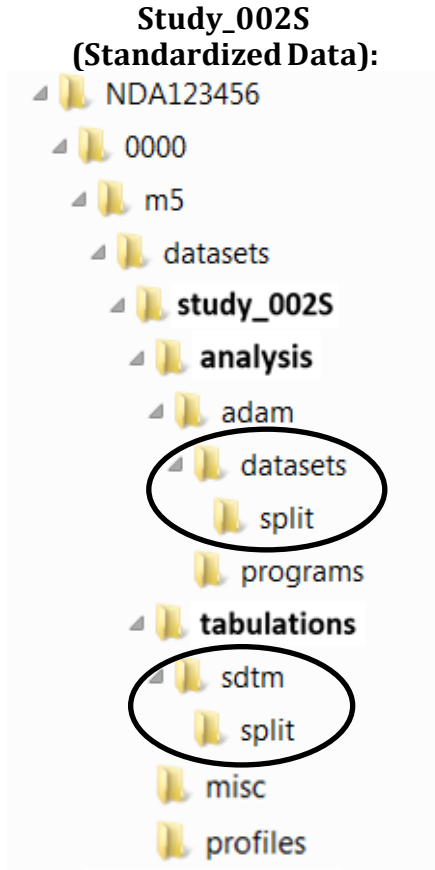 Study_002S
(Standardized Data):
NDA123456
0000
m5
datasets
study_002S
analysis
adam
datasets
split
programs
tabulations
sdtm
split
misc
profiles